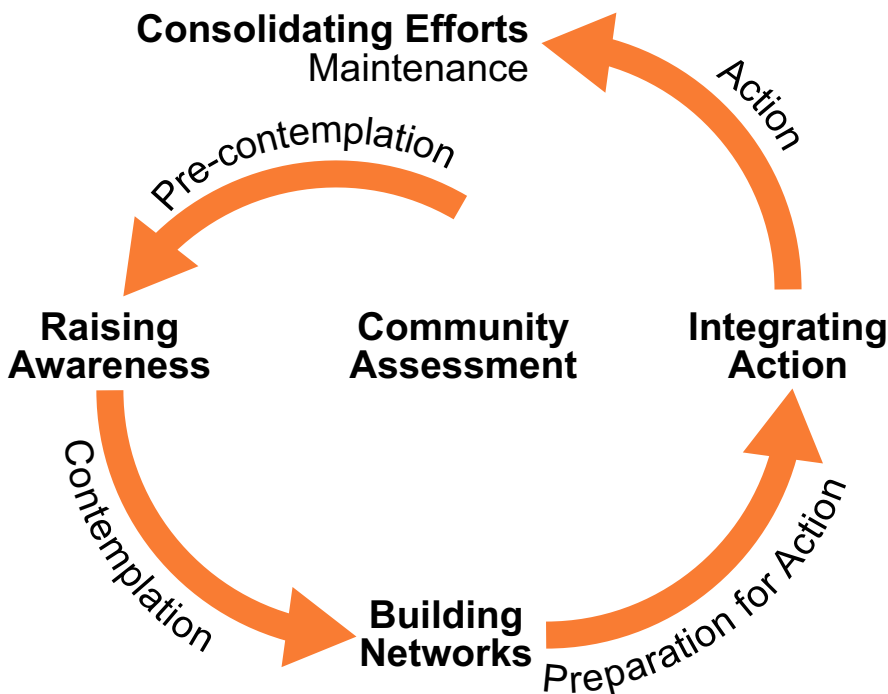 Consolidating Efforts
Maintenance
Action
Pre-contemplation
Raising
Awareness
Community
Assessment
Integrating
Action
Contemplation
Preparation for Action
Building
Networks